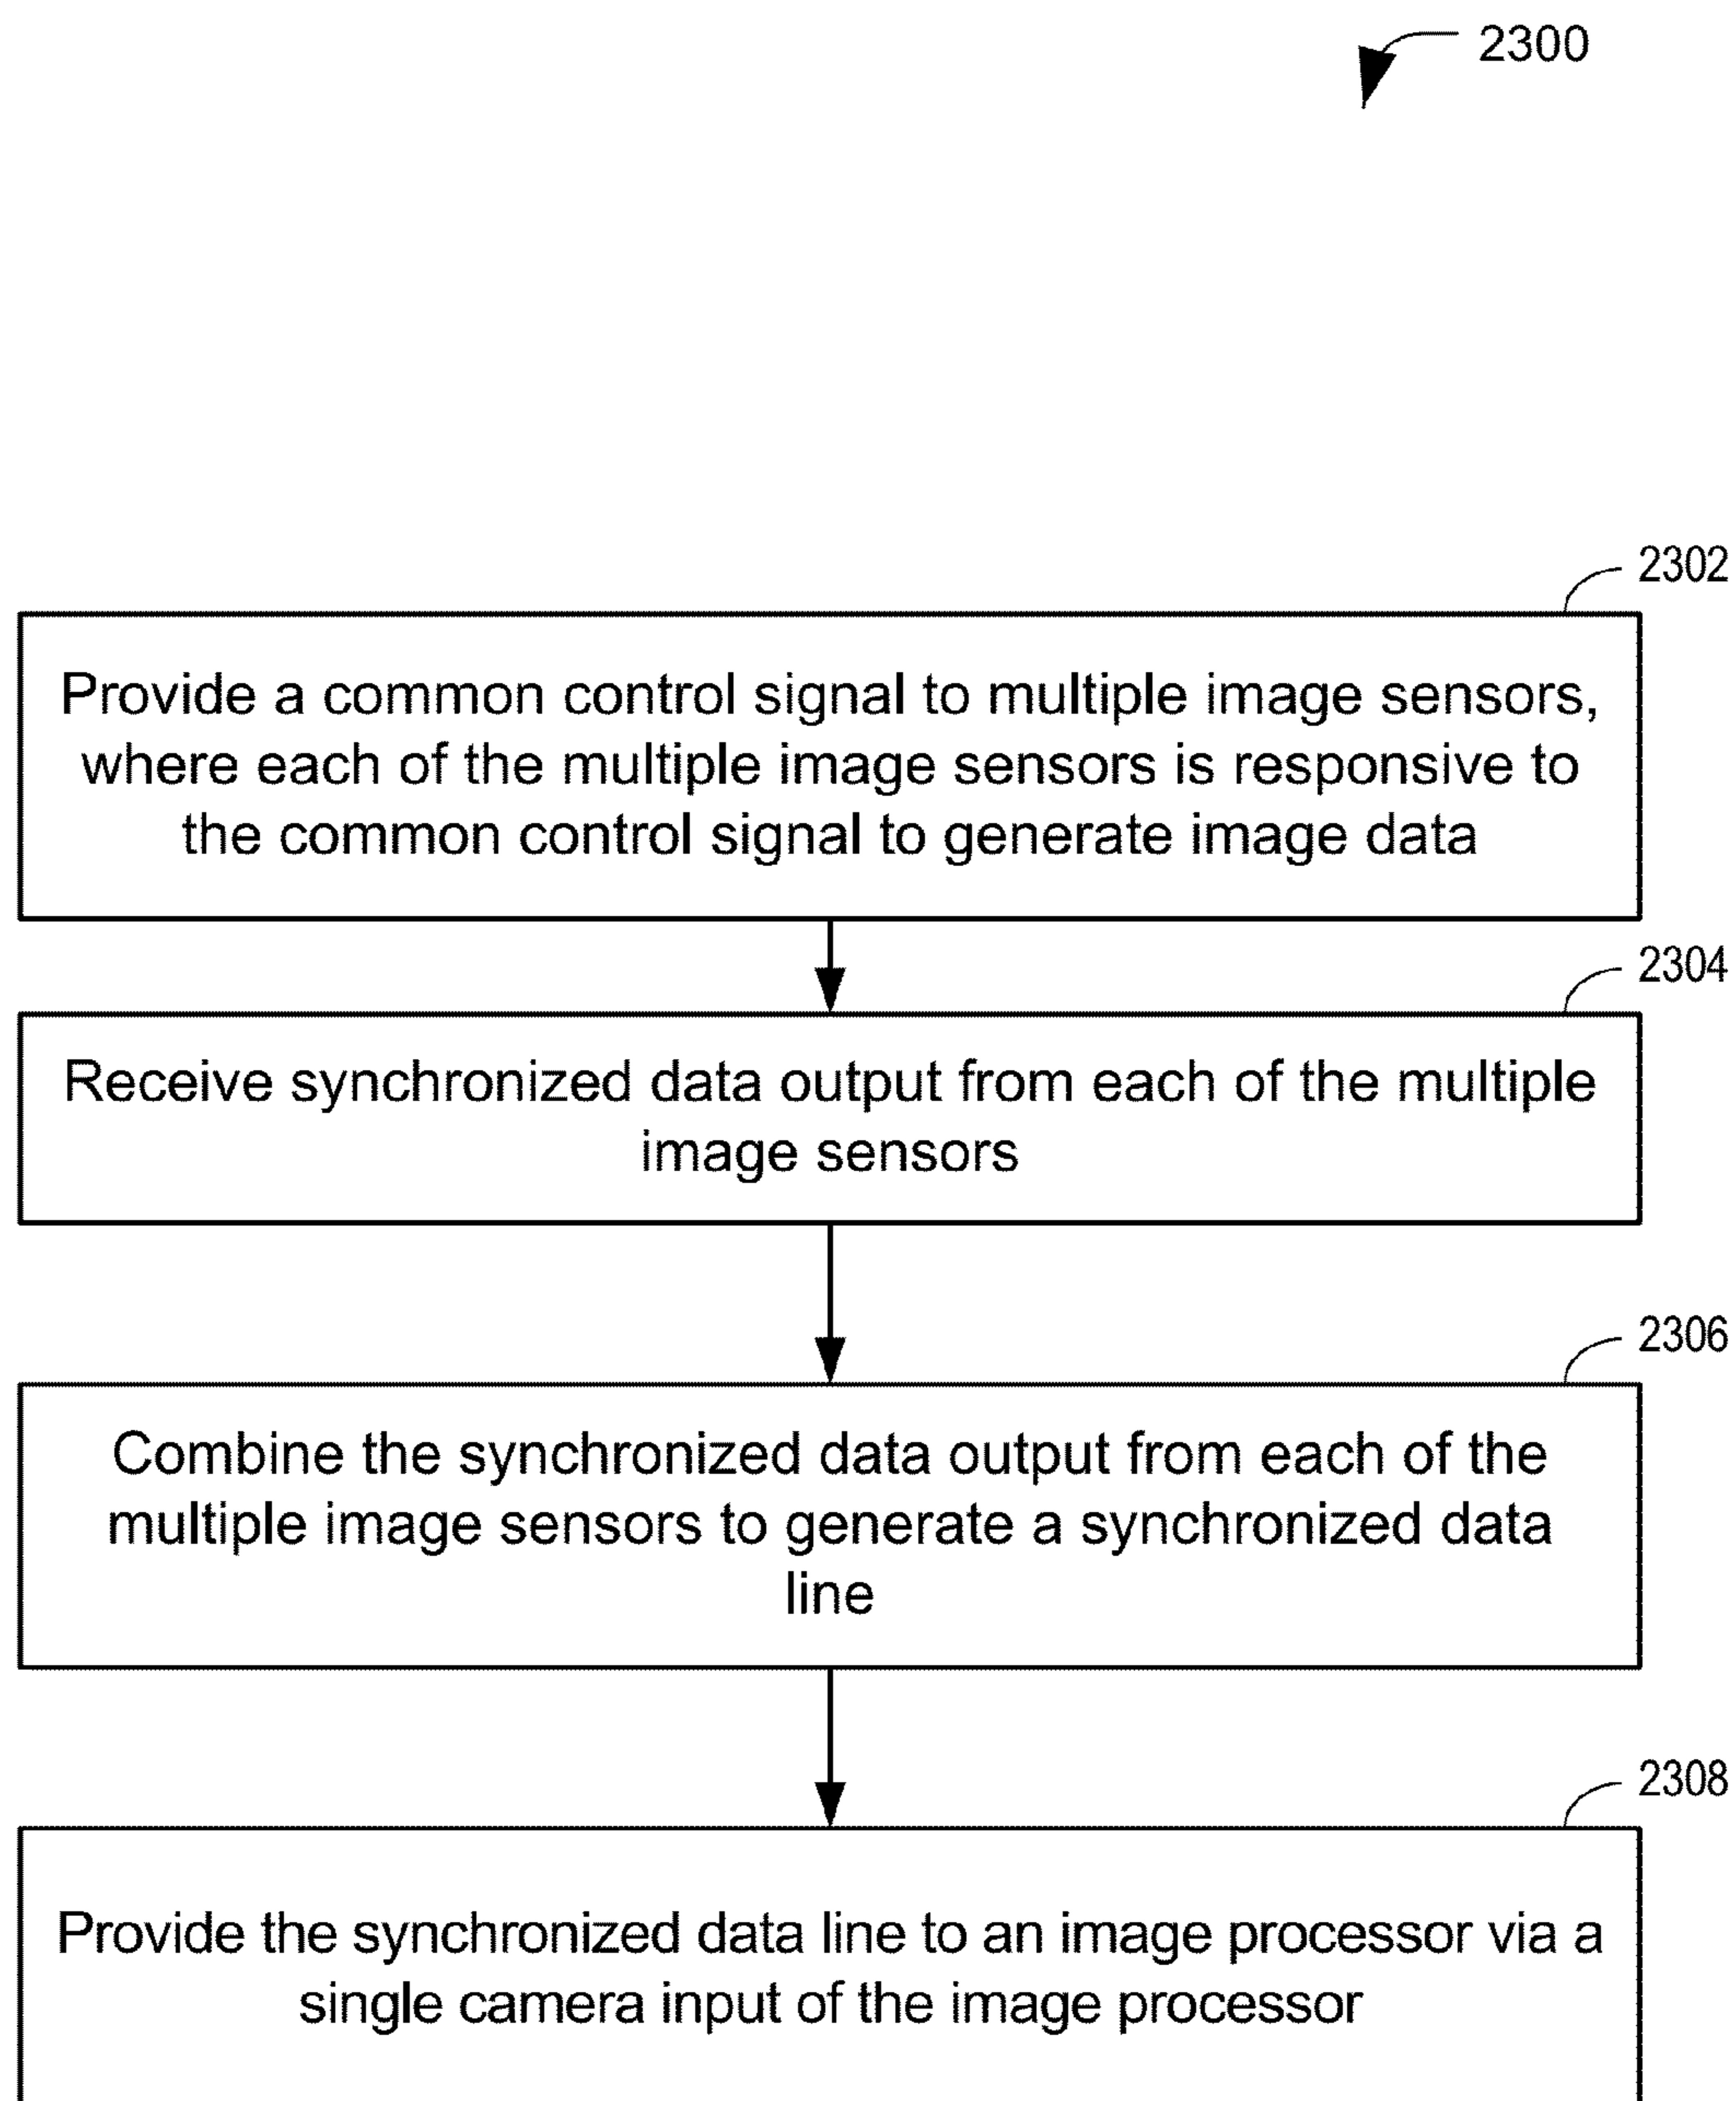 2300
2302
Provide a common control signal to multiple image sensors,
where each of the multiple image sensors is responsive to
the common control signal to generate image data
2304
Receive synchronized data output from each of the multiple
image sensors
2306
Combine the synchronized data output from each of the
multiple image sensors to generate a synchronized data
line
2308
Provide the synchronized data line to an image processor via a
single camera input of the image processor